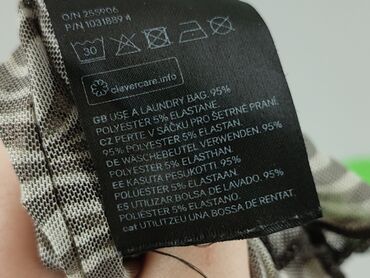 O/N 255906
P/N 1031889 4
30
clevercare.info
GB USE A LAUNDRY BAG. 95%
POLYESTER 5% ELASTANE.
CZ PERTE V SÁČKU PRO ŠETRNÉ PRANÍ.
95% POLYESTER 5% ELASTAN.
DE WÄSCHEBEUTEL VERWENDEN. 95%
POLYESTER 5% ELASTHAN.
EE KASUTA PESUKOTTI. 95%
POLÜESTER 5% ELASTAAN.
ES UTILIZAR BOLSA DE LAVADO. 95%
POLIÉSTER 5% ELASTANO.
cat UTILITZEU UNA BOSSA DE RENTAT.